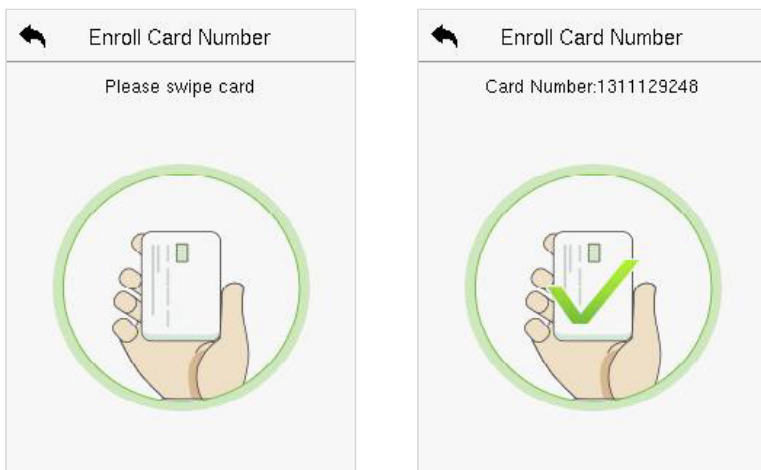 Enroll Card Number
Please swipe card
Enroll Card Number
Card Number:1311129248